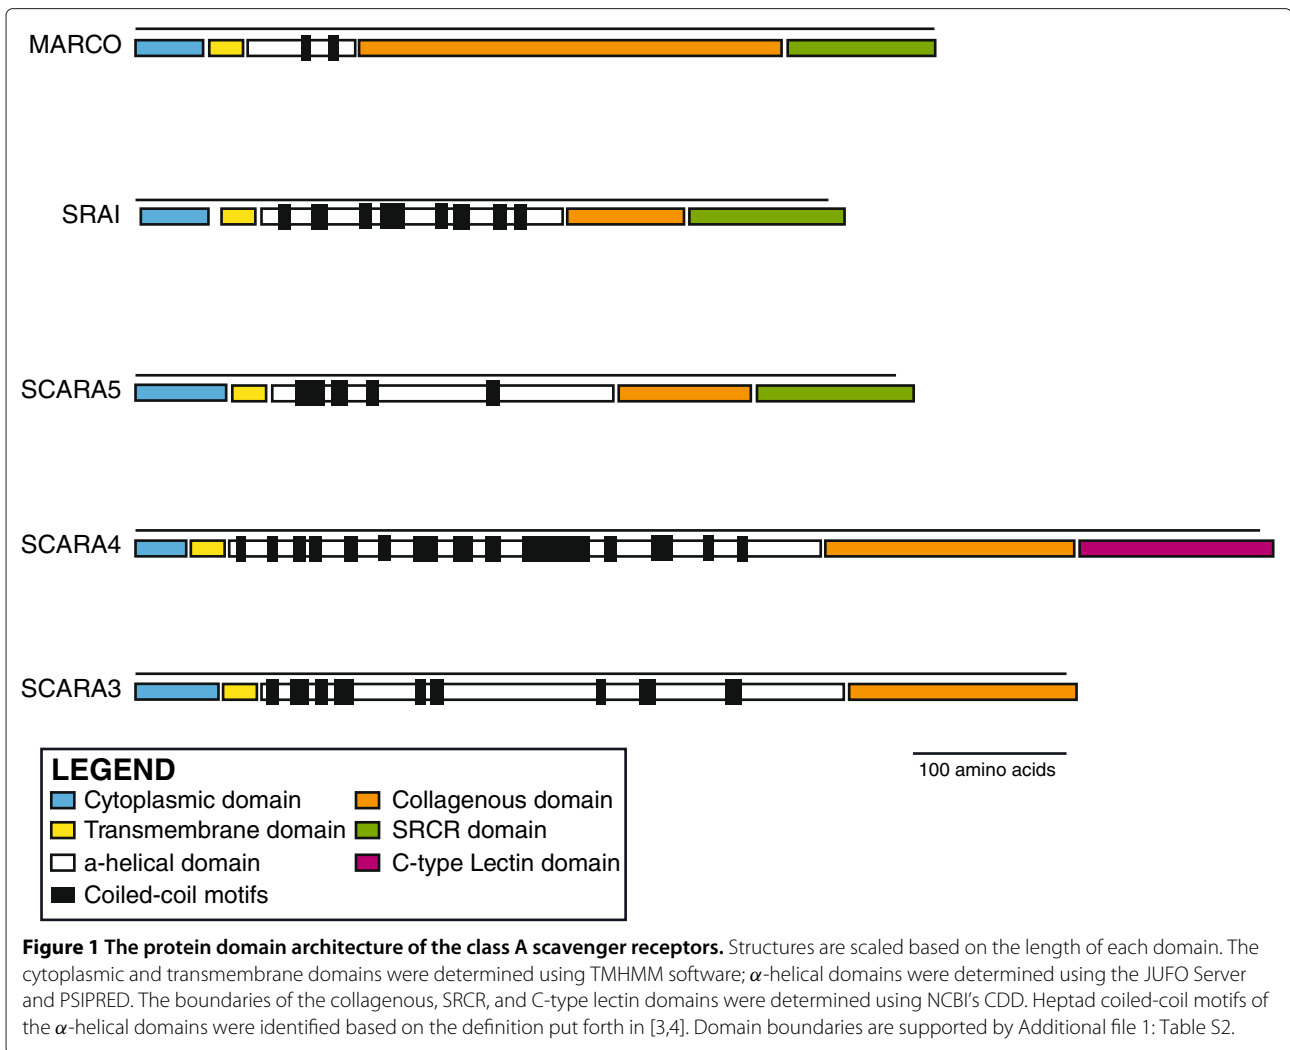 MARCO
SRAI
SCARA5
SCARA4
SCARA3
100 amino acids
LEGEND
Cytoplasmic domain
Collagenous domain
Transmembrane domain
SRCR domain
a-helical domain
C-type Lectin domain
Coiled-coil motifs
Figure 1 The protein domain architecture of the class A scavenger receptors. Structures are scaled based on the length of each domain. The
cytoplasmic and transmembrane domains were determined using TMHMM software; α-helical domains were determined using the JUFO Server
and PSIPRED. The boundaries of the collagenous, SRCR, and C-type lectin domains were determined using NCBI's CDD. Heptad coiled-coil motifs of
the α-helical domains were identified based on the definition put forth in [3,4]. Domain boundaries are supported by Additional file 1: Table S2.